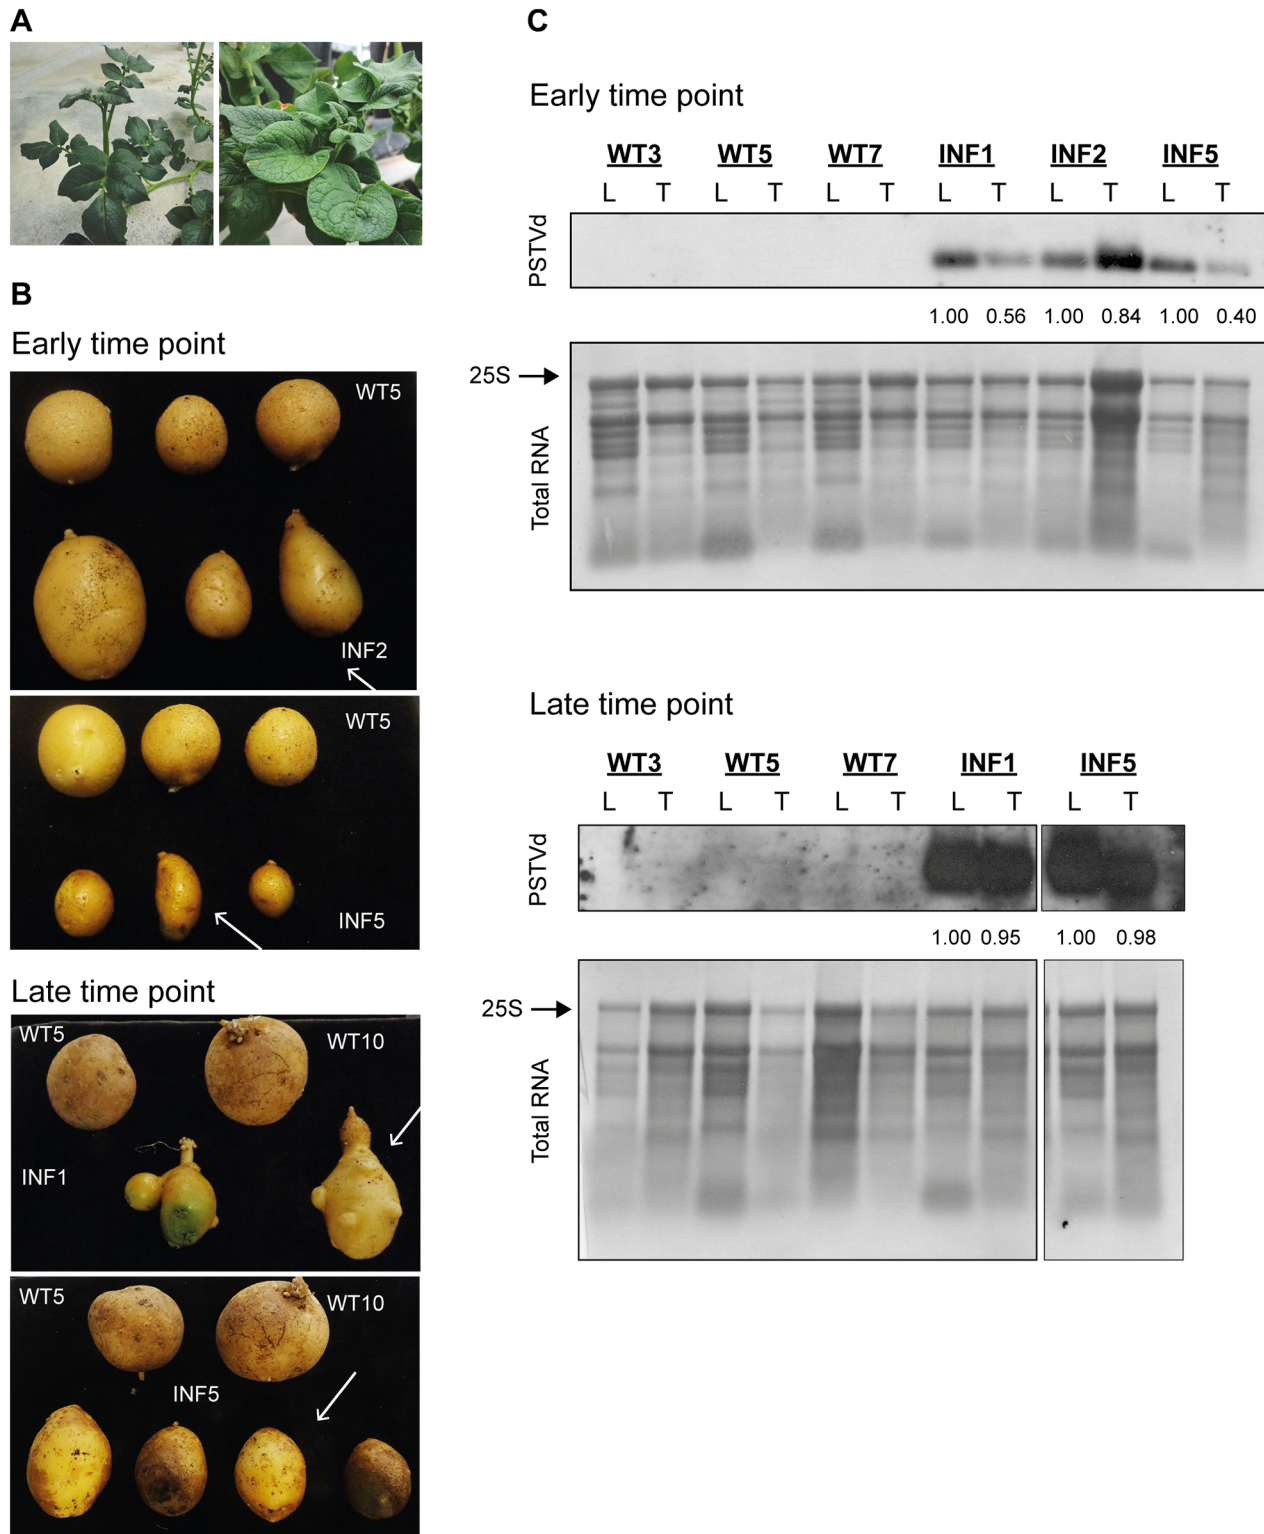 A
B
Early time point
WT5
INF2
WT5
INF5
Late time point
WT5
WT10
INF1
WT5
WT10
INF5
C
Early time point
WT3 WT5 WT7 INF1 INF2 INF5
L T L T L T L T L T L T
PSTVd
1.00 0.56 1.00 0.84 1.00 0.40
25S
Total RNA
Late time point
WT3 WT5 WT7 INF1 INF5
L T L T L T L T L T
PSTVd
1.00 0.95 1.00 0.98
25S
Total RNA